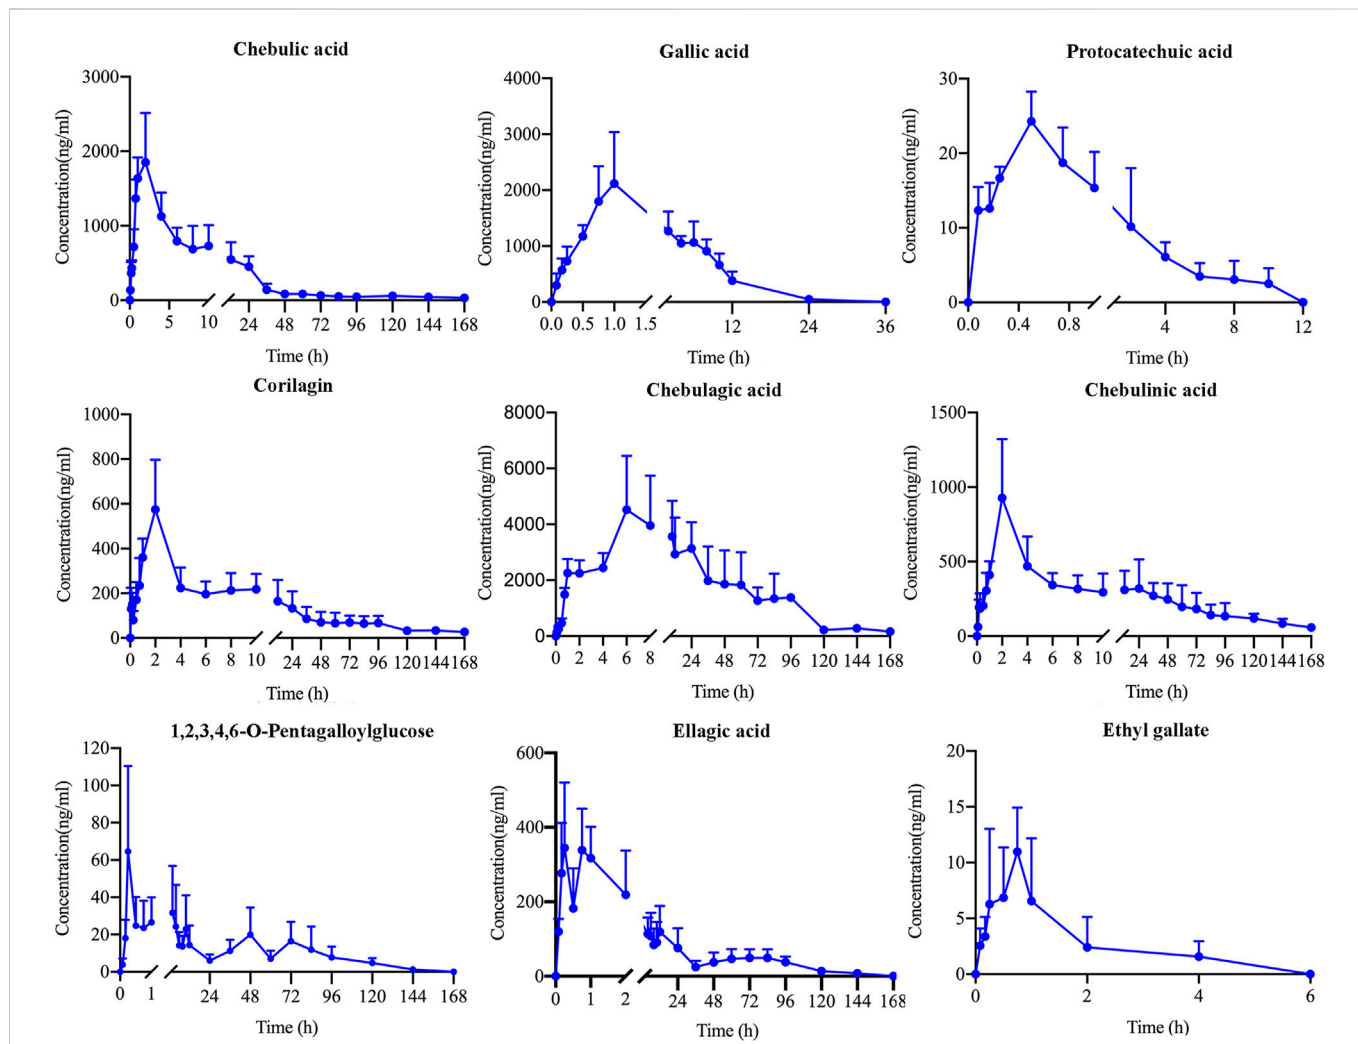 Chebulic acid
Concentration(ng/ml)
3000
2000
1000
0
0 5 10 24 48 72 96 120 144 168
Time (h)
Gallic acid
Concentration(ng/ml)
4000
3000
2000
1000
0
0.0 0.5 1.0 1.5 12 24 36
Time (h)
Protocatechuic acid
Concentration(ng/ml)
30
20
10
0
0.0 0.4 0.8 4 8 12
Time (h)
Corilagin
Concentration(ng/ml)
1000
800
600
400
200
0
0 2 4 6 8 10 24 48 72 96 120 144 168
Time (h)
Chebulagic acid
Concentration(ng/ml)
8000
6000
4000
2000
0
0 2 4 6 8 24 48 72 96 120 144 168
Time (h)
Chebulinic acid
Concentration(ng/ml)
1500
1000
500
0
0 2 4 6 8 10 24 48 72 96 120 144 168
Time (h)
1,2,3,4,6-O-Pentagalloylglucose
Concentration(ng/ml)
120
100
80
60
40
20
0
0 1 24 48 72 96 120 144 168
Time (h)
Ellagic acid
Concentration(ng/ml)
600
400
200
0
0 1 2 24 48 72 96 120 144 168
Time (h)
Ethyl gallate
Concentration(ng/ml)
20
15
10
5
0
0 2 4 6
Time (h)